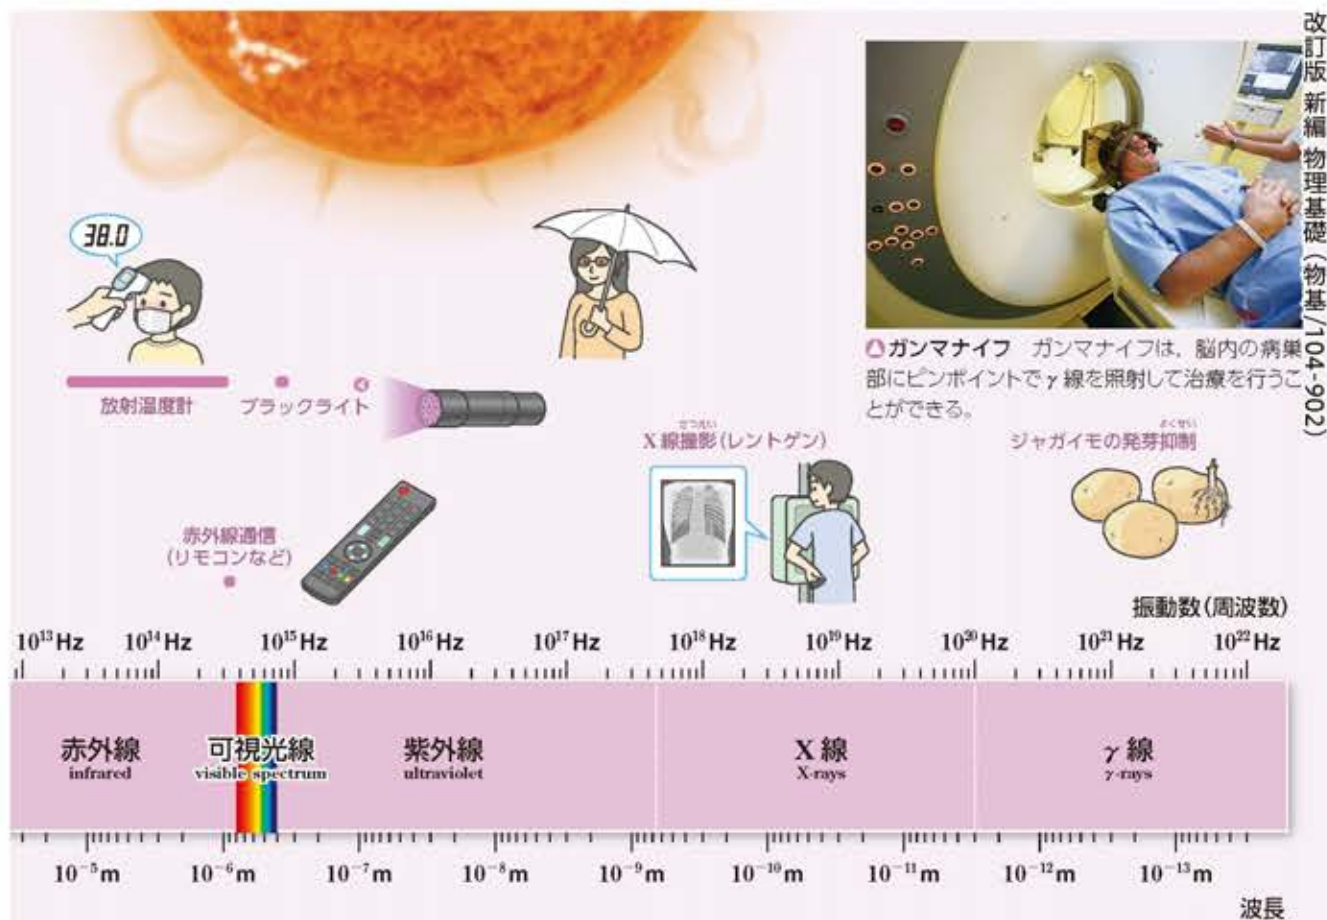 改訂版 新編 物理基礎(物基/104-902)
38.0
ガンマナイフ ガンマナイフは,脳内の病巣
部にピンポイントでγ線を照射して治療を行うこ
とができる。
放射温度計
ブラックライト
さつえい
X線撮影(レントゲン)
よくせい
ジャガイモの発芽抑制
赤外線通信
(リモコンなど)
振動数(周波数)
10¹³Hz 10¹⁴Hz 10¹⁵Hz 10¹⁶Hz 10¹⁷Hz 10¹⁸Hz 10¹⁹Hz 10²⁰Hz 10²¹Hz 10²²Hz
赤外線 可視光線 紫外線 X線 γ線
infrared visible spectrum ultraviolet X-rays γ-rays
10⁻⁵m 10⁻⁶m 10⁻⁷m 10⁻⁸m 10⁻⁹m 10⁻¹⁰m 10⁻¹¹m 10⁻¹²m 10⁻¹³m
波長